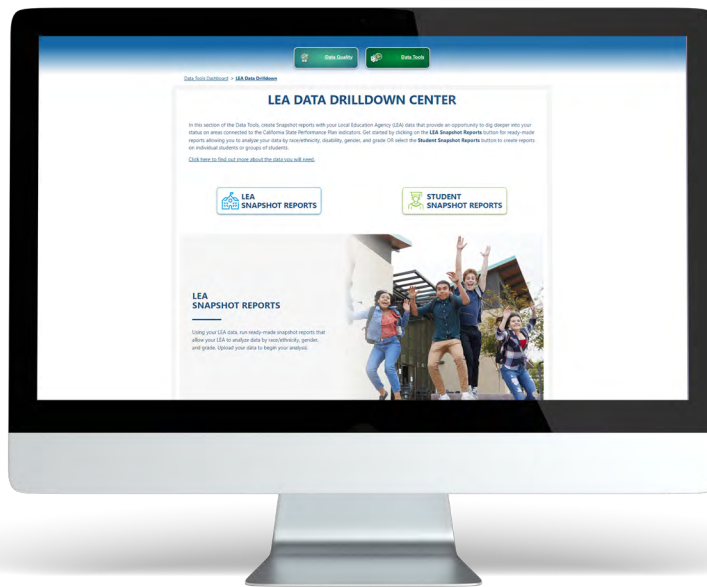 Data Quality
Data Tools
Data Tools Dashboard > LEA Data Drilldown
LEA DATA DRILLDOWN CENTER
In this section of the Data Tools, create Snapshot reports with your Local Education Agency (LEA) data that provide an opportunity to dig deeper into your
status on areas connected to the California State Performance Plan indicators. Get started by clicking on the LEA Snapshot Reports button for ready-made
reports allowing you to analyze your data by race/ethnicity, disability, gender, and grade OR select the Student Snapshot Reports button to create reports
on individual students or groups of students.
Click here to find out more about the data you will need.
LEA
SNAPSHOT REPORTS
STUDENT
SNAPSHOT REPORTS
LEA
SNAPSHOT REPORTS
Using your LEA data, run ready-made snapshot reports that
allow your LEA to analyze data by race/ethnicity, gender,
and grade. Upload your data to begin your analysis.